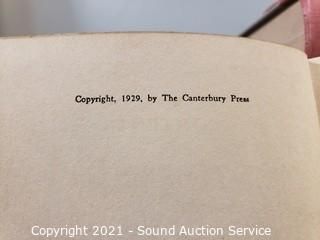 Copyright, 1929, by The Canterbury Press
Copyright 2021 - Sound Auction Service